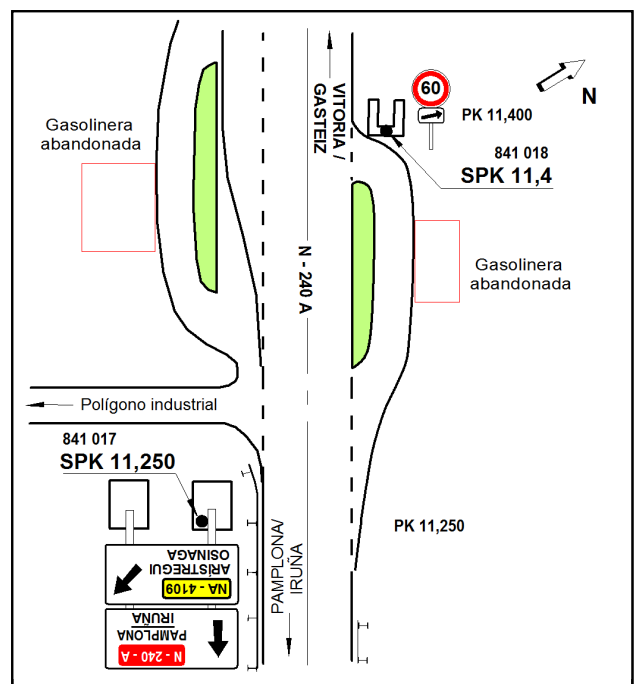 VITORIA /
GASTEIZ
60
N
PK 11,400
841 018
SPK 11,4
Gasolinera
abandonada
N - 240 A
Gasolinera
abandonada
Polígono industrial
841 017
SPK 11,250
PK 11,250
PAMPLONA/
IRUÑA
NA - 4109
ARISTREGUI
OSINAGA
N - 240 - A
PAMPLONA
IRUÑA